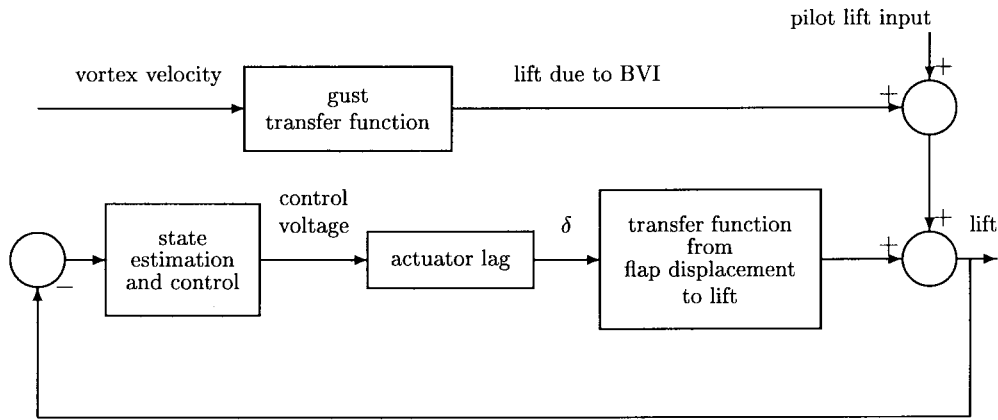 pilot lift input
vortex velocity
gust
transfer function
lift due to BVI
+
+
control
voltage
state
estimation
and control
actuator lag
δ
transfer function
from
flap displacement
to lift
+
+
lift
−